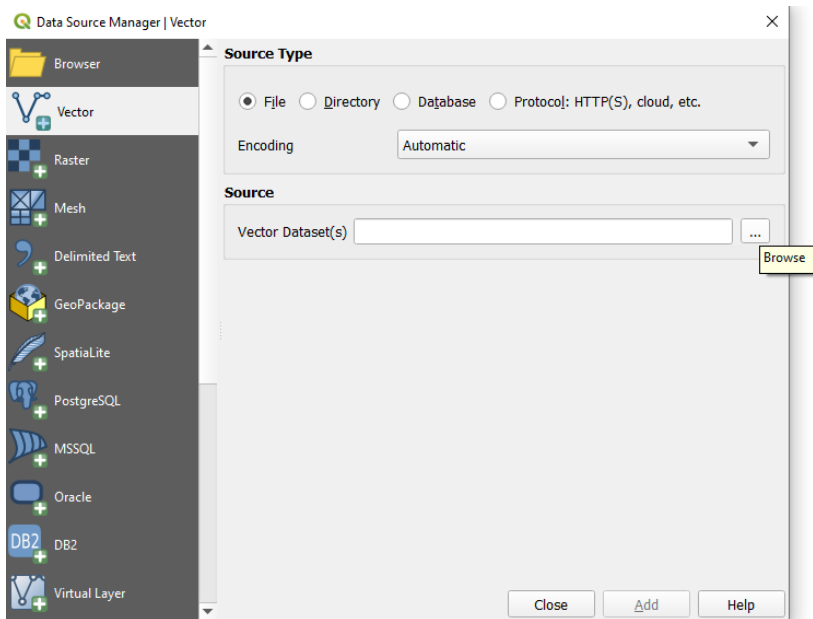 Data Source Manager | Vector
Browser
Vector
Raster
Mesh
Delimited Text
GeoPackage
SpatiaLite
PostgreSQL
MSSQL
Oracle
DB2
DB2
Virtual Layer
Source Type
File Directory Database Protocol: HTTP(S), cloud, etc.
Encoding Automatic
Source
Vector Dataset(s) ...
Browse
Close Add Help